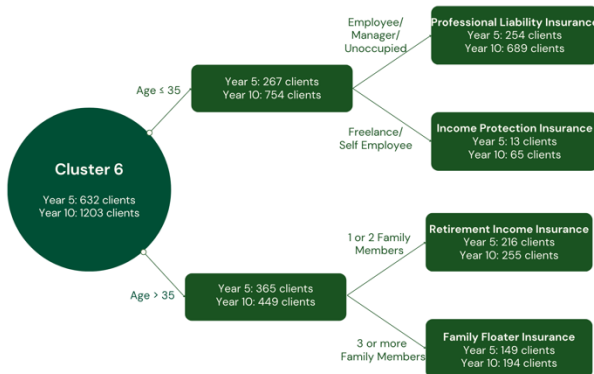 Employee/
Manager/
Unoccupied
Professional Liability Insurance
Year 5: 254 clients
Year 10: 689 clients
Age ≤ 35
Year 5: 267 clients
Year 10: 754 clients
Freelance/
Self Employee
Income Protection Insurance
Year 5: 13 clients
Year 10: 65 clients
Cluster 6
Year 5: 632 clients
Year 10: 1203 clients
1 or 2 Family
Members
Retirement Income Insurance
Year 5: 216 clients
Year 10: 255 clients
Age > 35
Year 5: 365 clients
Year 10: 449 clients
3 or more
Family Members
Family Floater Insurance
Year 5: 149 clients
Year 10: 194 clients